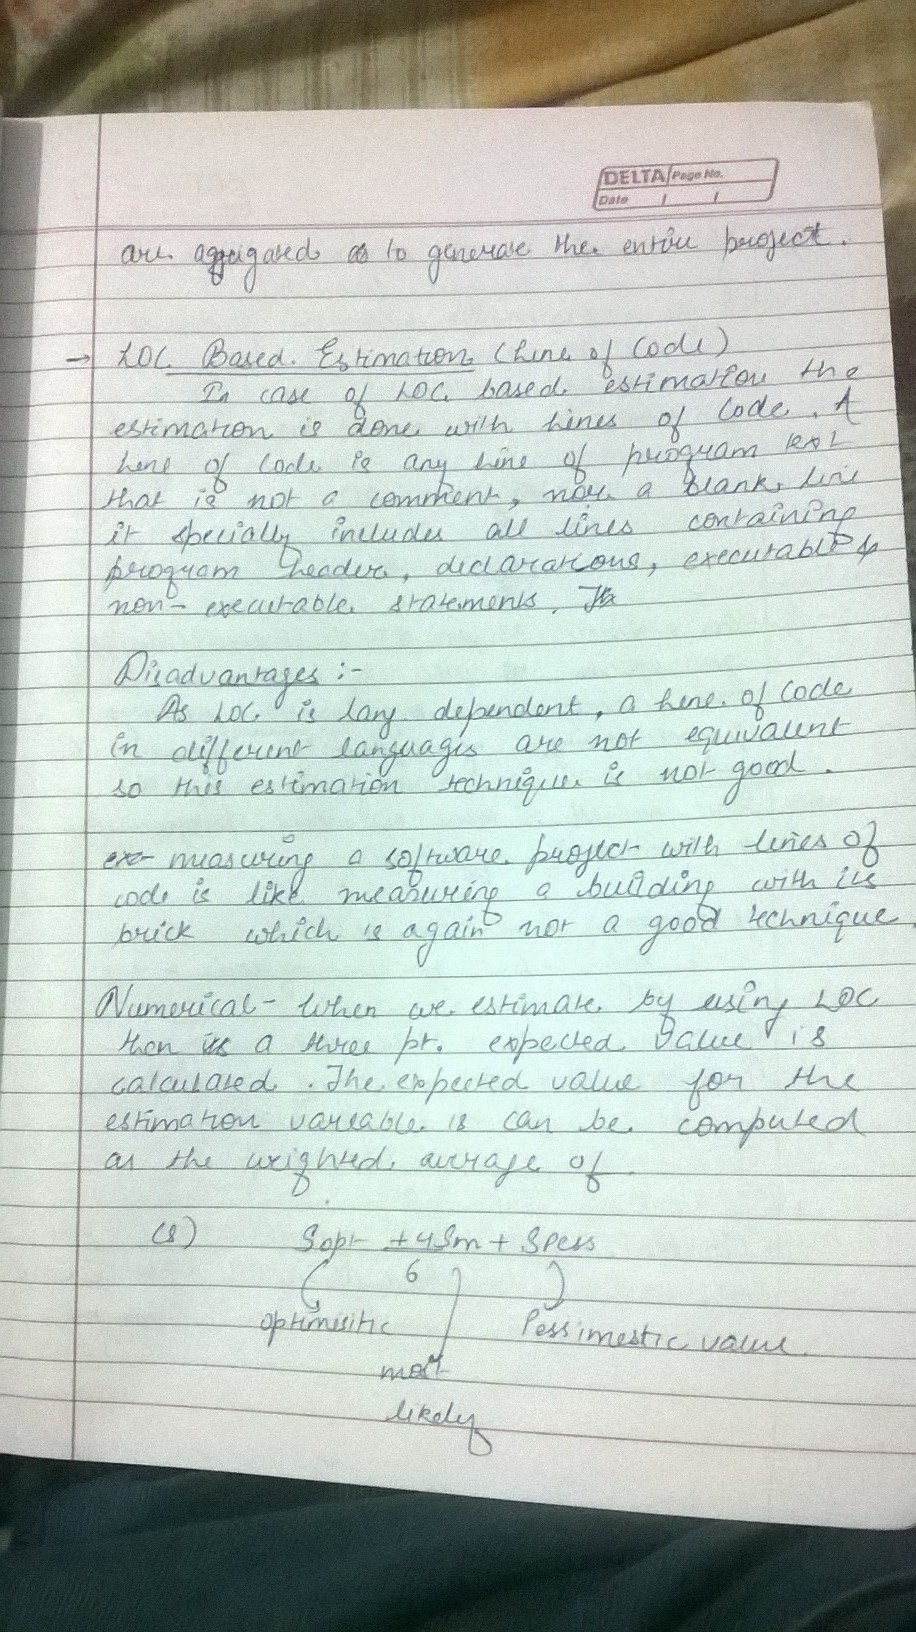 DELTA Page No.
Date / /
are aggrigared to generate the entire project.
→ LOC Based Estimation (Line of Code)
In case of LOC based estimation the
estimation is done with lines of code. A
line of code is any line of program text
that is not a comment, nor a blank line
it specially includes all lines containing
program header, declarations, executable &
non-executable statements.
Disadvantages :-
As LOC is lang dependent, a line of code
in different languages are not equivalent
so this estimation technique is not good.
ex- measuring a software project with lines of
code is like measuring a building with its
brick which is again not a good technique.
Numerical- When we estimate by using LOC
then a three pt. expected value is
calculated. The expected value for the
estimation variable is can be computed
as the weighted average of
(s) Sopt + 4Sm + Spess
6
optimisitic
Pessimestic value
most
likely